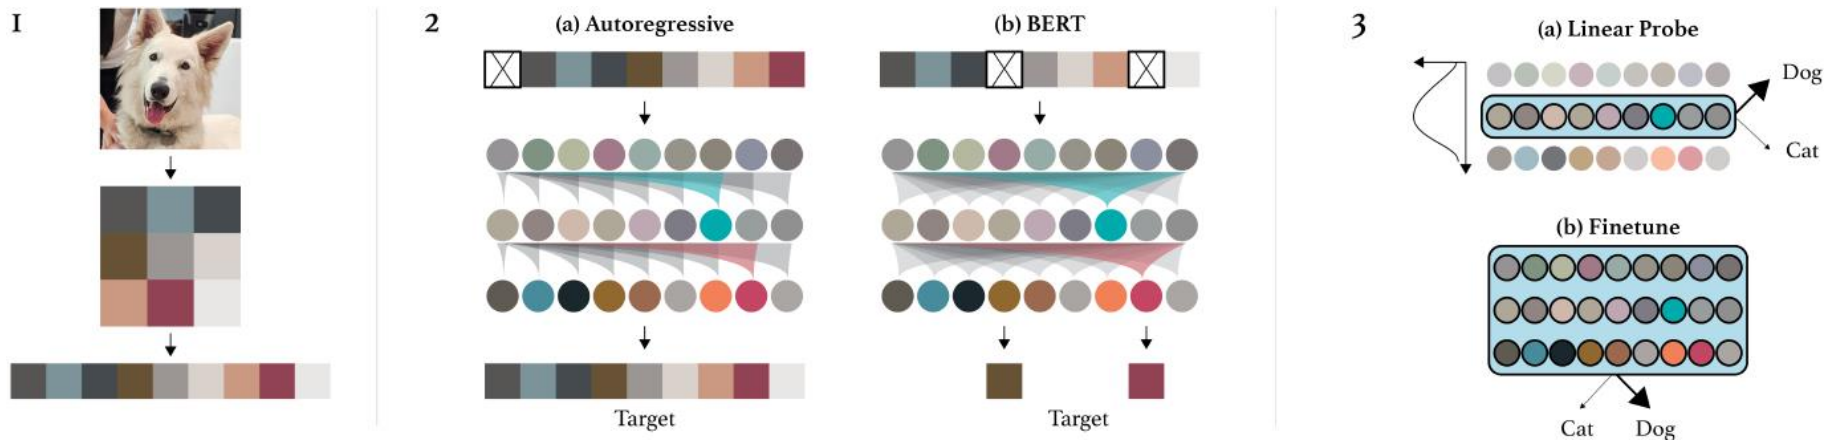 1
2
(a) Autoregressive
Target
(b) BERT
Target
3
(a) Linear Probe
Dog
Cat
(b) Finetune
Cat
Dog